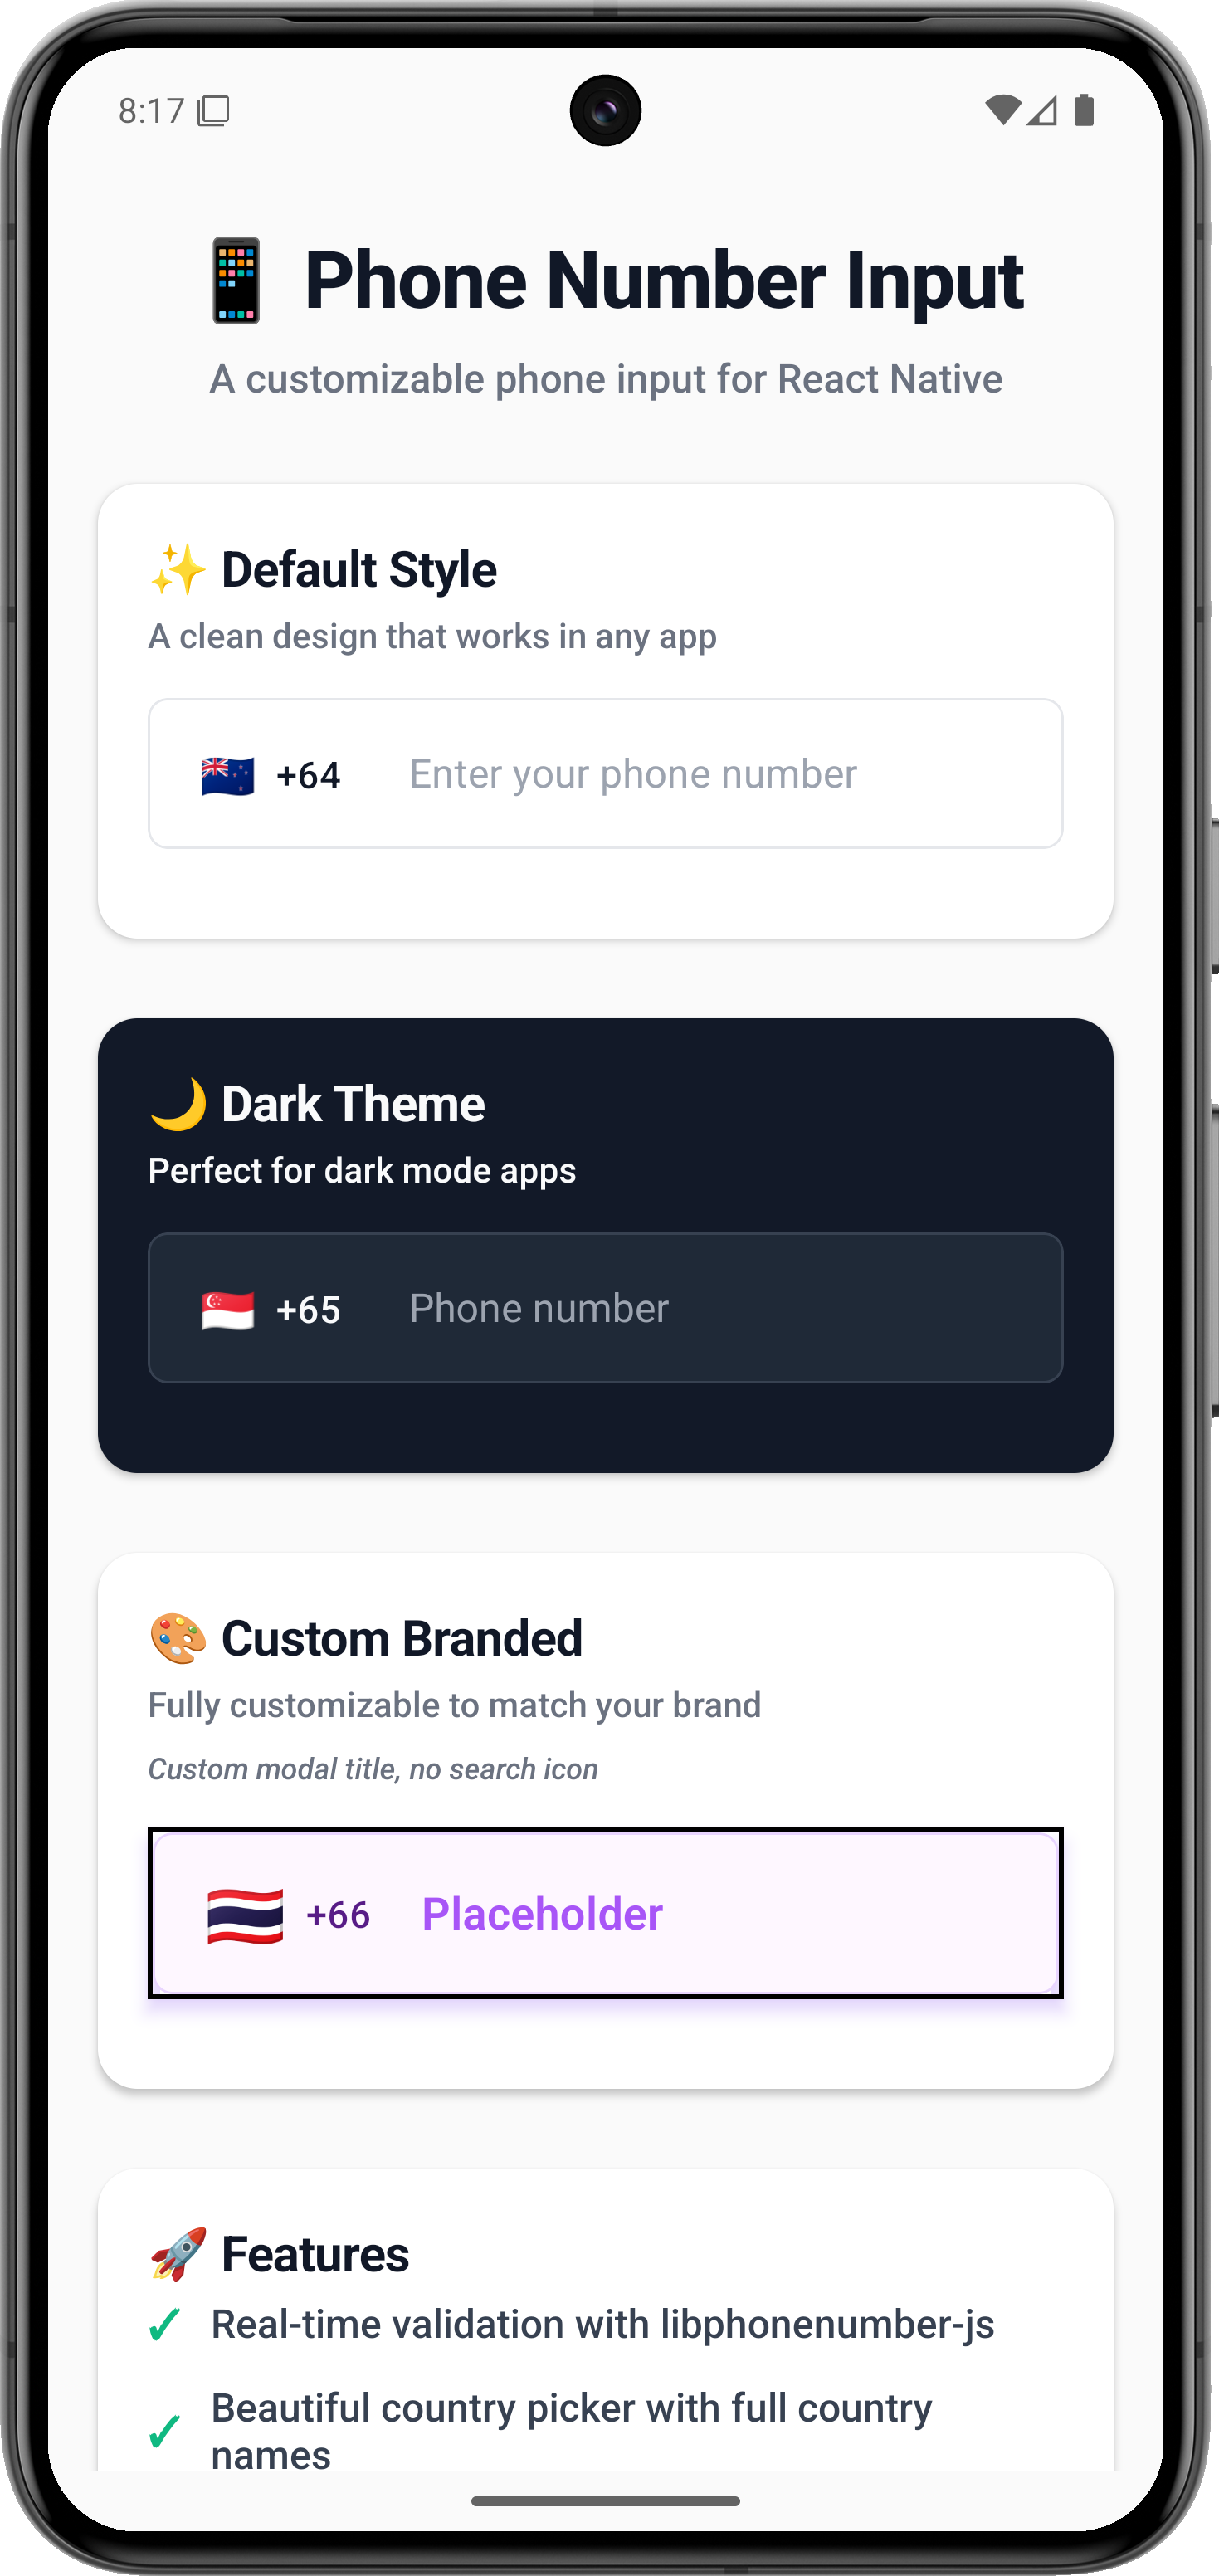 8:17
Phone Number Input
A customizable phone input for React Native
Default Style
A clean design that works in any app
+64 Enter your phone number
Dark Theme
Perfect for dark mode apps
+65 Phone number
Custom Branded
Fully customizable to match your brand
Custom modal title, no search icon
+66 Placeholder
Features
✓ Real-time validation with libphonenumber-js
✓ Beautiful country picker with full country
names